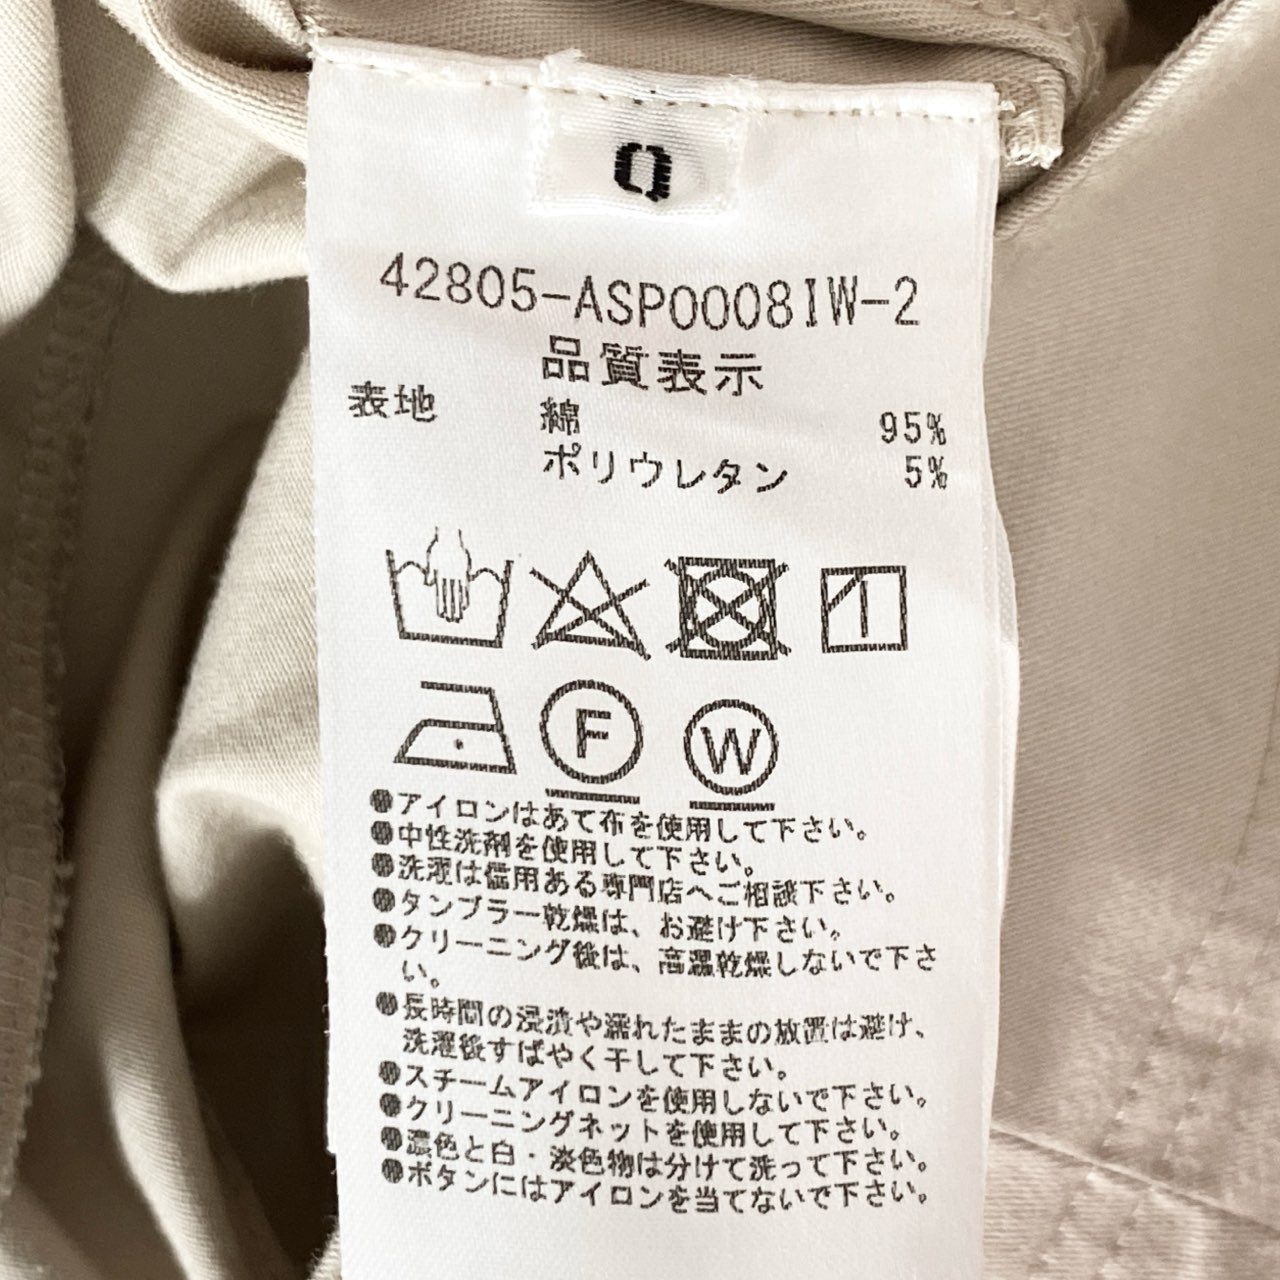 0
42805-ASP0008IW-2
品質表示
表地 綿 95%
ポリウレタン 5%
F W
●アイロンはあて布を使用して下さい。
●中性洗剤を使用して下さい。
●洗濯は信用ある専門店へご相談下さい。
●タンブラー乾燥は、お避け下さい。
●クリーニング後は、高温乾燥しないで下さ
い。
●長時間の浸漬や濡れたままの放置は避け、
洗濯後すばやく干して下さい。
●スチームアイロンを使用しないで下さい。
●クリーニングネットを使用して下さい。
●濃色と白・淡色物は分けて洗って下さい。
●ボタンにはアイロンを当てないで下さい。